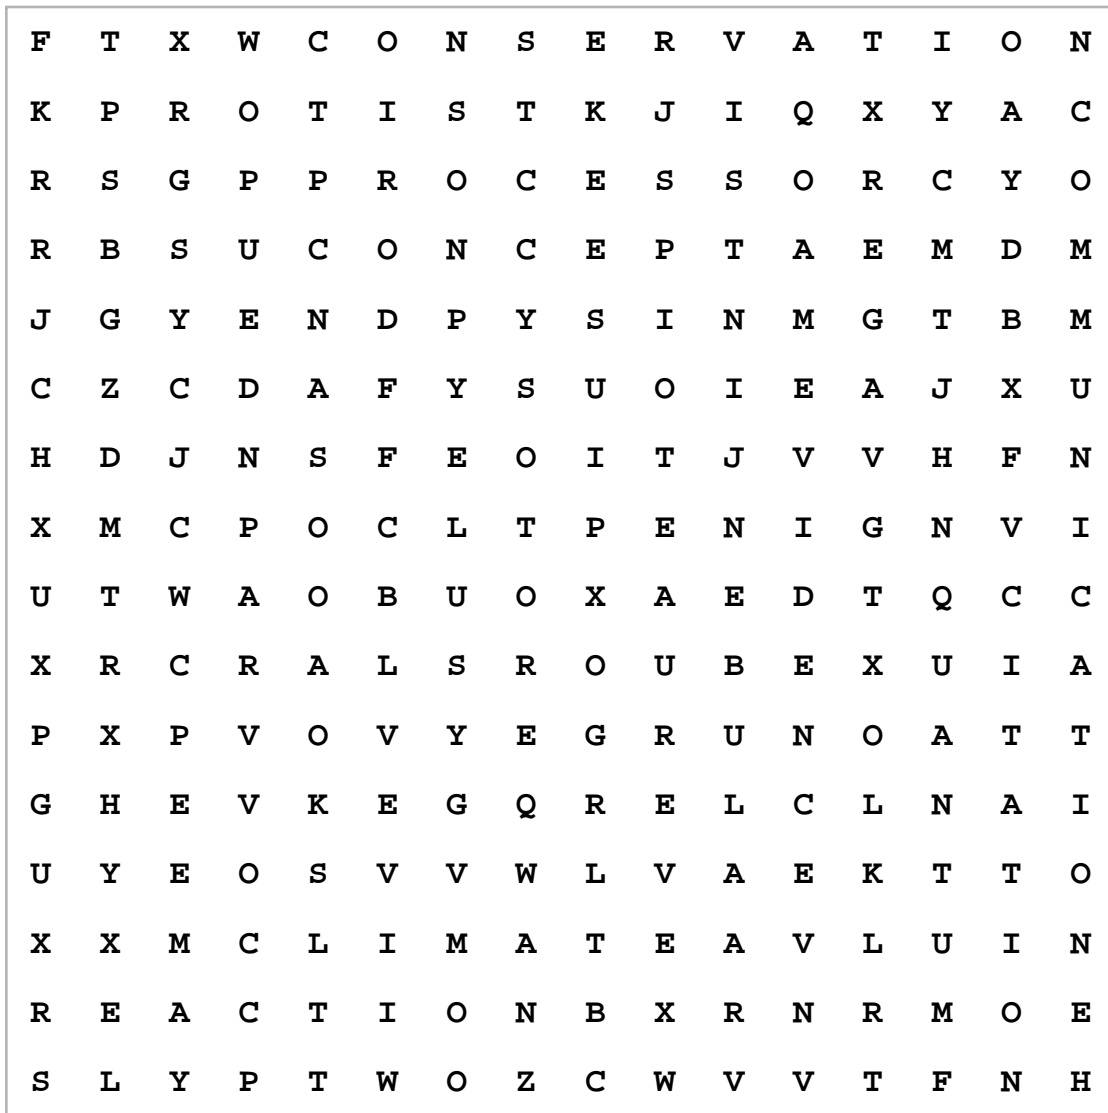 F T X W C O N S E R V A T I O N
K P R O T I S T K J I Q X Y A C
R S G P P R O C E S S O R C Y O
R B S U C O N C E P T A E M D M
J G Y E N D P Y S I N M G T B M
C Z C D A F Y S U O I E A J X U
H D J N S F E O I T J V V H F N
X M C P O C L T P E N I G N V I
U T W A O B U O X A E D T Q C C
X R C R A L S R O U B E X U I A
P X P V O V Y E G R U N O A T T
G H E V K E G Q R E L C L N A I
U Y E O S V V W L V A E K T T O
X X M C L I M A T E A V L U I N
R E A C T I O N B X R N R M O E
S L Y P T W O Z C W V V T F N H